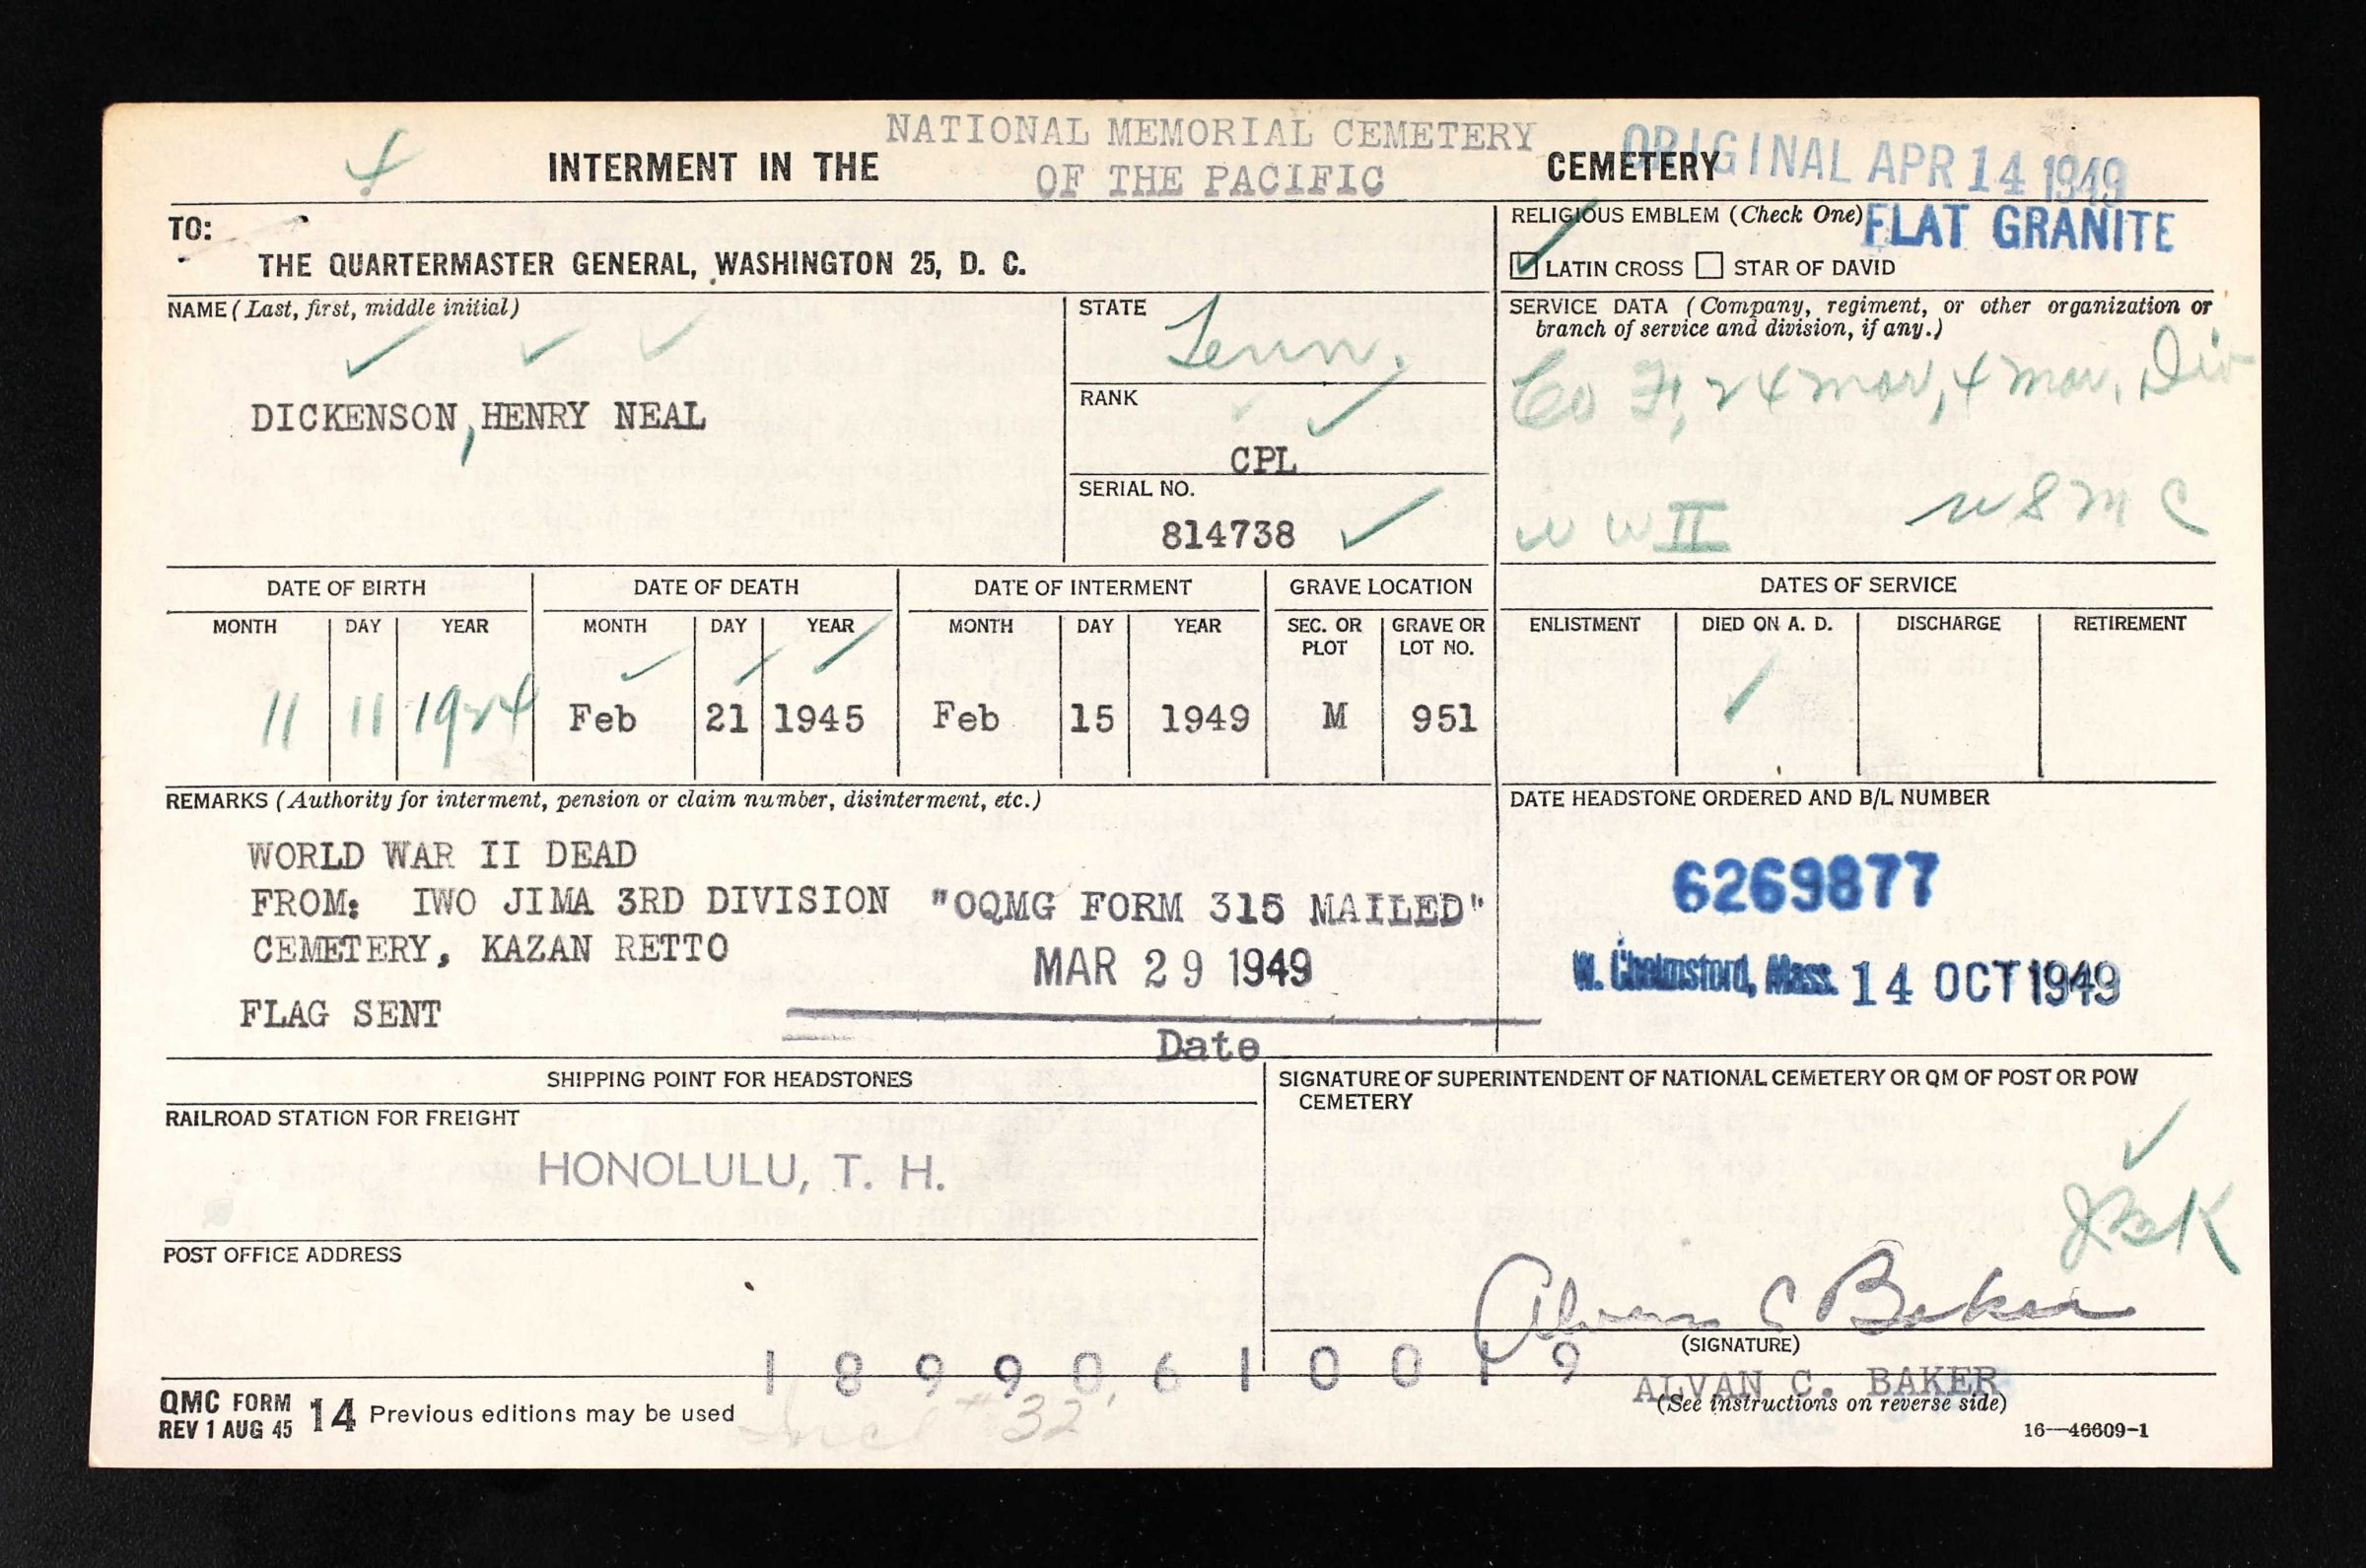 NATIONAL MEMORIAL CEMETERY
INTERMENT IN THE OF THE PACIFIC CEMETERY ORIGINAL APR 14 1949
TO:
THE QUARTERMASTER GENERAL, WASHINGTON 25, D. C.
RELIGIOUS EMBLEM (Check One) FLAT GRANITE
LATIN CROSS STAR OF DAVID
NAME (Last, first, middle initial)
DICKENSON, HENRY NEAL
STATE
Tenn.
RANK
CPL
SERIAL NO.
814738
SERVICE DATA (Company, regiment, or other organization or
branch of service and division, if any.)
Co F, 24 mar, 4 mar. Div
WW II USMC
DATE OF BIRTH DATE OF DEATH DATE OF INTERMENT GRAVE LOCATION DATES OF SERVICE
MONTH DAY YEAR MONTH DAY YEAR MONTH DAY YEAR SEC. OR PLOT GRAVE OR LOT NO. ENLISTMENT DIED ON A. D. DISCHARGE RETIREMENT
11 11 1924 Feb 21 1945 Feb 15 1949 M 951
REMARKS (Authority for interment, pension or claim number, disinterment, etc.)
WORLD WAR II DEAD
FROM: IWO JIMA 3RD DIVISION
CEMETERY, KAZAN RETTO
FLAG SENT
"OQMG FORM 315 MAILED"
MAR 29 1949
Date
DATE HEADSTONE ORDERED AND B/L NUMBER
6269877
W. Chelmsford, Mass. 14 OCT 1949
SHIPPING POINT FOR HEADSTONES
RAILROAD STATION FOR FREIGHT
HONOLULU, T. H.
POST OFFICE ADDRESS
SIGNATURE OF SUPERINTENDENT OF NATIONAL CEMETERY OR QM OF POST OR POW
CEMETERY
JBK
Alvan C Baker
(SIGNATURE)
1 8 9 9 0 6 1 0 0 1 9
ALVAN C. BAKER
(See instructions on reverse side)
QMC FORM 14 Previous editions may be used
REV 1 AUG 45
Incl #32
16—46609-1